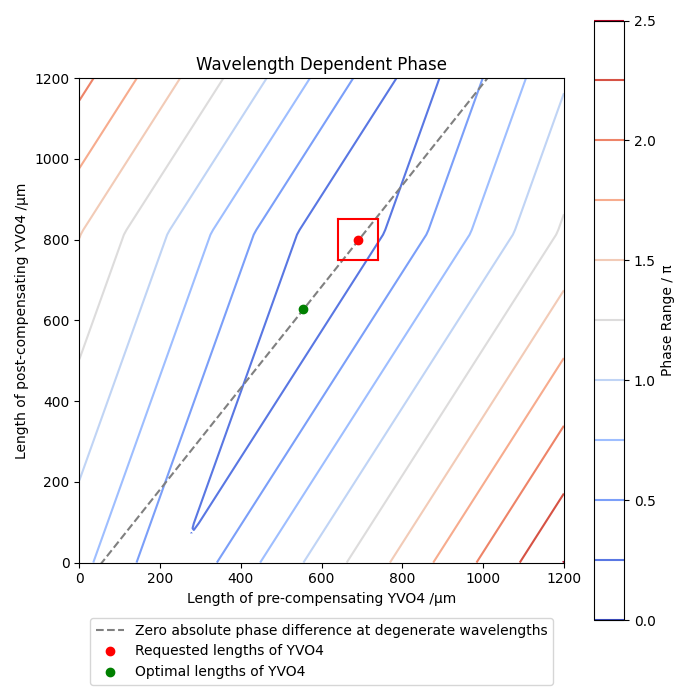 Wavelength Dependent Phase
1200
1000
800
600
400
200
0
Length of post-compensating YVO4 /μm
0 200 400 600 800 1000 1200
Length of pre-compensating YVO4 /μm
2.5
2.0
1.5
1.0
0.5
0.0
Phase Range / π
Zero absolute phase difference at degenerate wavelengths
Requested lengths of YVO4
Optimal lengths of YVO4